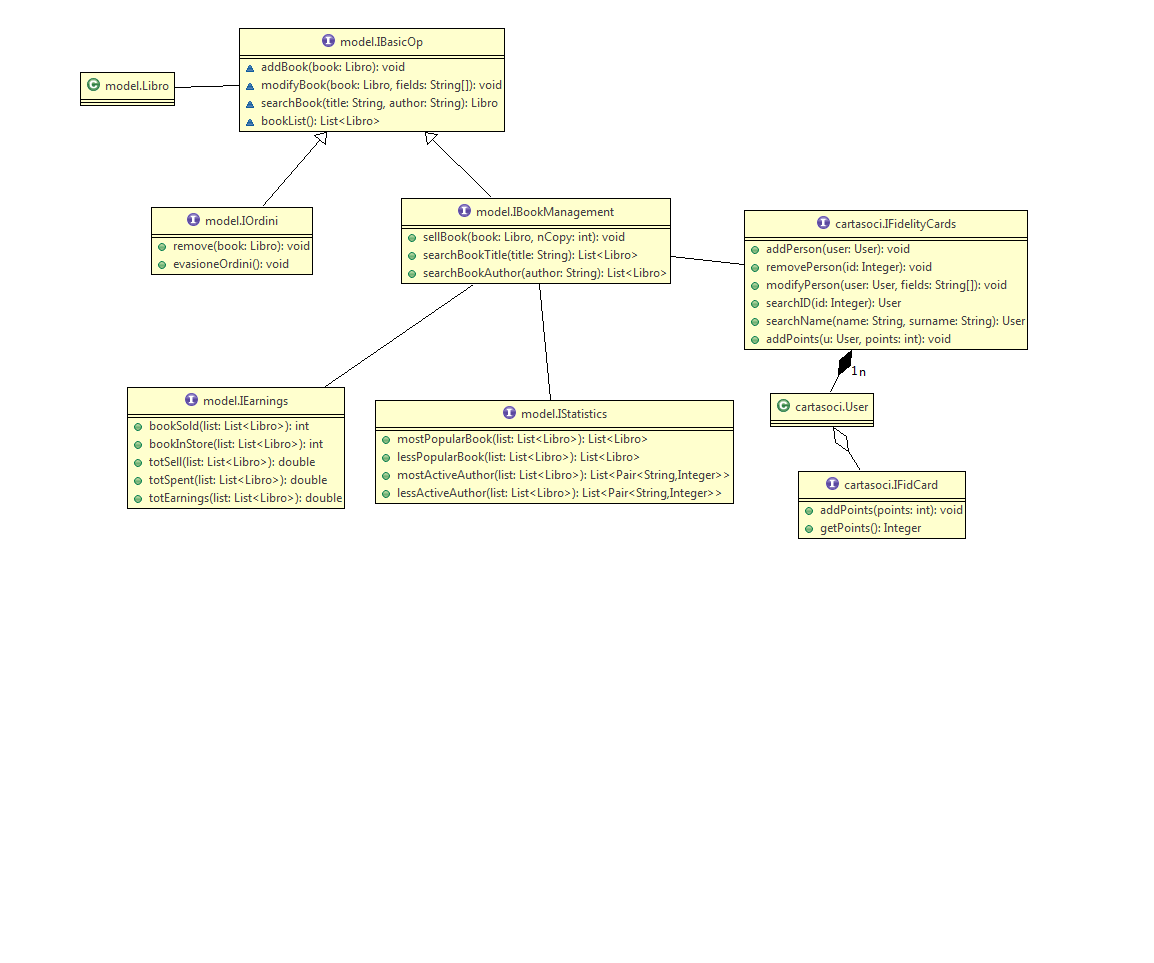 model.IBasicOp
addBook(book: Libro): void
modifyBook(book: Libro, fields: String[]): void
searchBook(title: String, author: String): Libro
bookList(): List<Libro>
C model.Libro
I model.IOrdini
remove(book: Libro): void
evasioneOrdini(): void
I model.IBookManagement
sellBook(book: Libro, nCopy: int): void
searchBookTitle(title: String): List<Libro>
searchBookAuthor(author: String): List<Libro>
I cartasoci.IFidelityCards
addPerson(user: User): void
removePerson(id: Integer): void
modifyPerson(user: User, fields: String[]): void
searchID(id: Integer): User
searchName(name: String, surname: String): User
addPoints(u: User, points: int): void
1 n
C cartasoci.User
I model.IEarnings
bookSold(list: List<Libro>): int
bookInStore(list: List<Libro>): int
totSell(list: List<Libro>): double
totSpent(list: List<Libro>): double
totEarnings(list: List<Libro>): double
I model.IStatistics
mostPopularBook(list: List<Libro>): List<Libro>
lessPopularBook(list: List<Libro>): List<Libro>
mostActiveAuthor(list: List<Libro>): List<Pair<String,Integer>>
lessActiveAuthor(list: List<Libro>): List<Pair<String,Integer>>
I cartasoci.IFidCard
addPoints(points: int): void
getPoints(): Integer